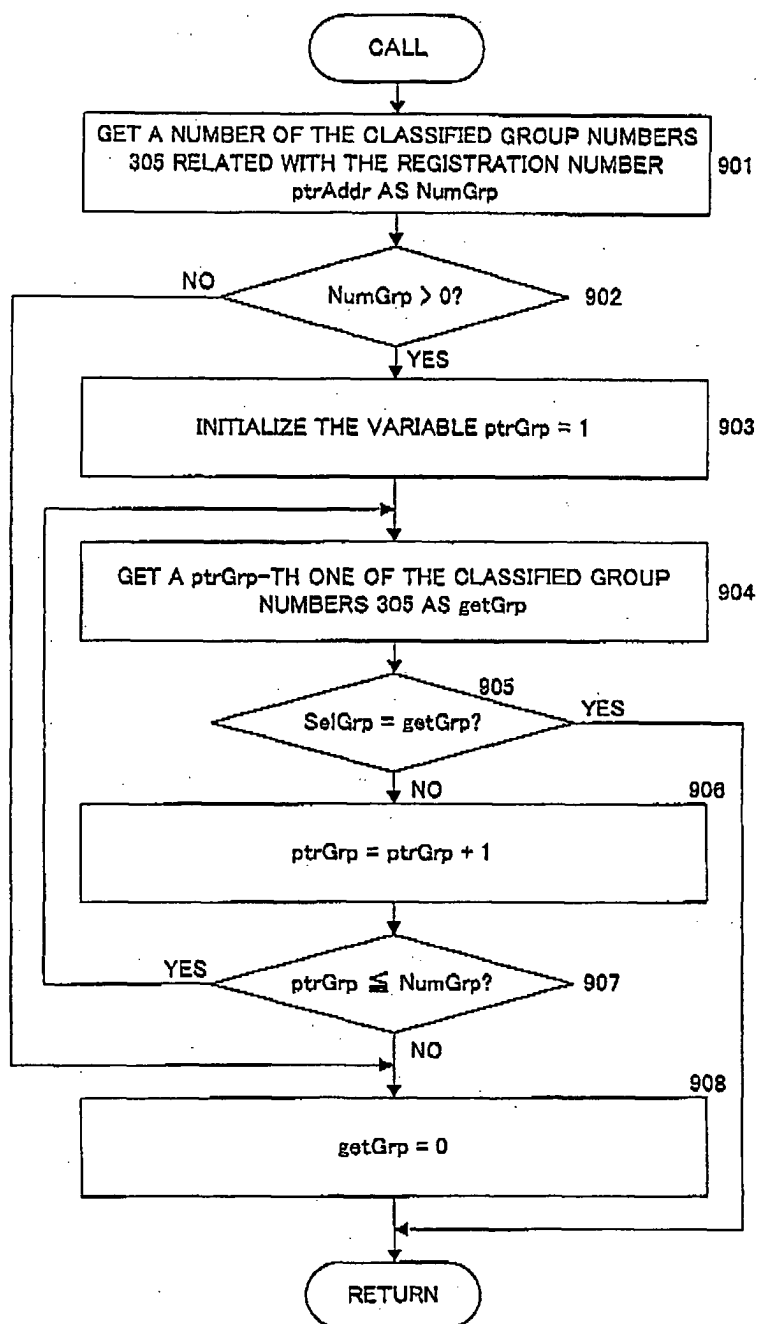 CALL
GET A NUMBER OF THE CLASSIFIED GROUP NUMBERS
305 RELATED WITH THE REGISTRATION NUMBER
ptrAddr AS NumGrp
901
NO
NumGrp > 0?
902
YES
INITIALIZE THE VARIABLE ptrGrp = 1
903
GET A ptrGrp-TH ONE OF THE CLASSIFIED GROUP
NUMBERS 305 AS getGrp
904
905
SelGrp = getGrp?
YES
NO
906
ptrGrp = ptrGrp + 1
YES
ptrGrp ≦ NumGrp?
907
NO
908
getGrp = 0
RETURN